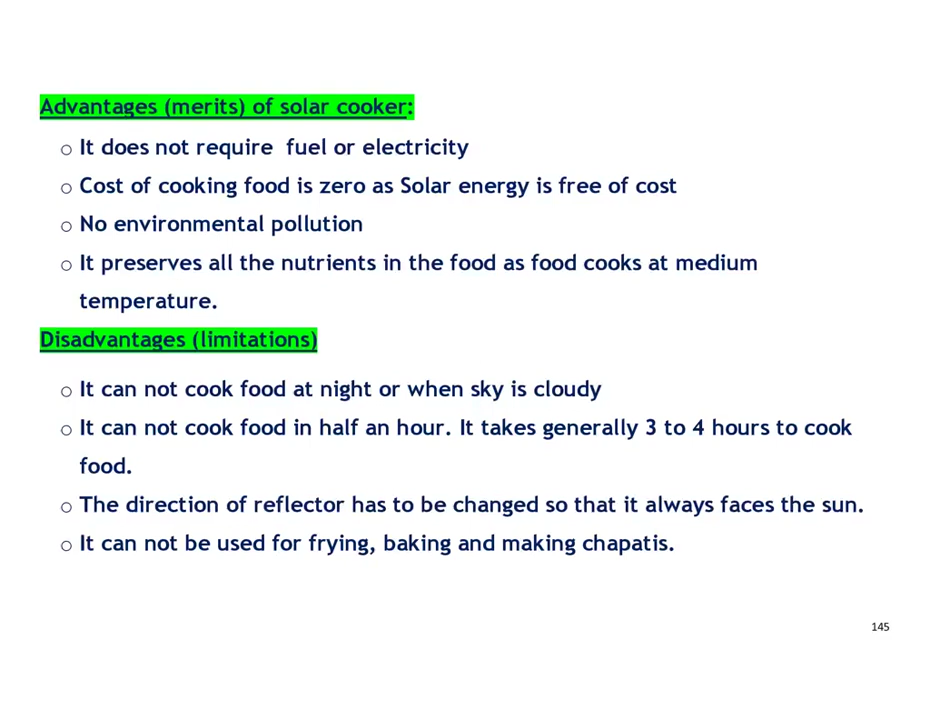 Advantages (merits) of solar cooker:
o It does not require  fuel or electricity
o Cost of cooking food is zero as Solar energy is free of cost
o No environmental pollution
o It preserves all the nutrients in the food as food cooks at medium
temperature.
Disadvantages (limitations)
o It can not cook food at night or when sky is cloudy
o It can not cook food in half an hour. It takes generally 3 to 4 hours to cook
food.
o The direction of reflector has to be changed so that it always faces the sun.
o It can not be used for frying, baking and making chapatis.
145